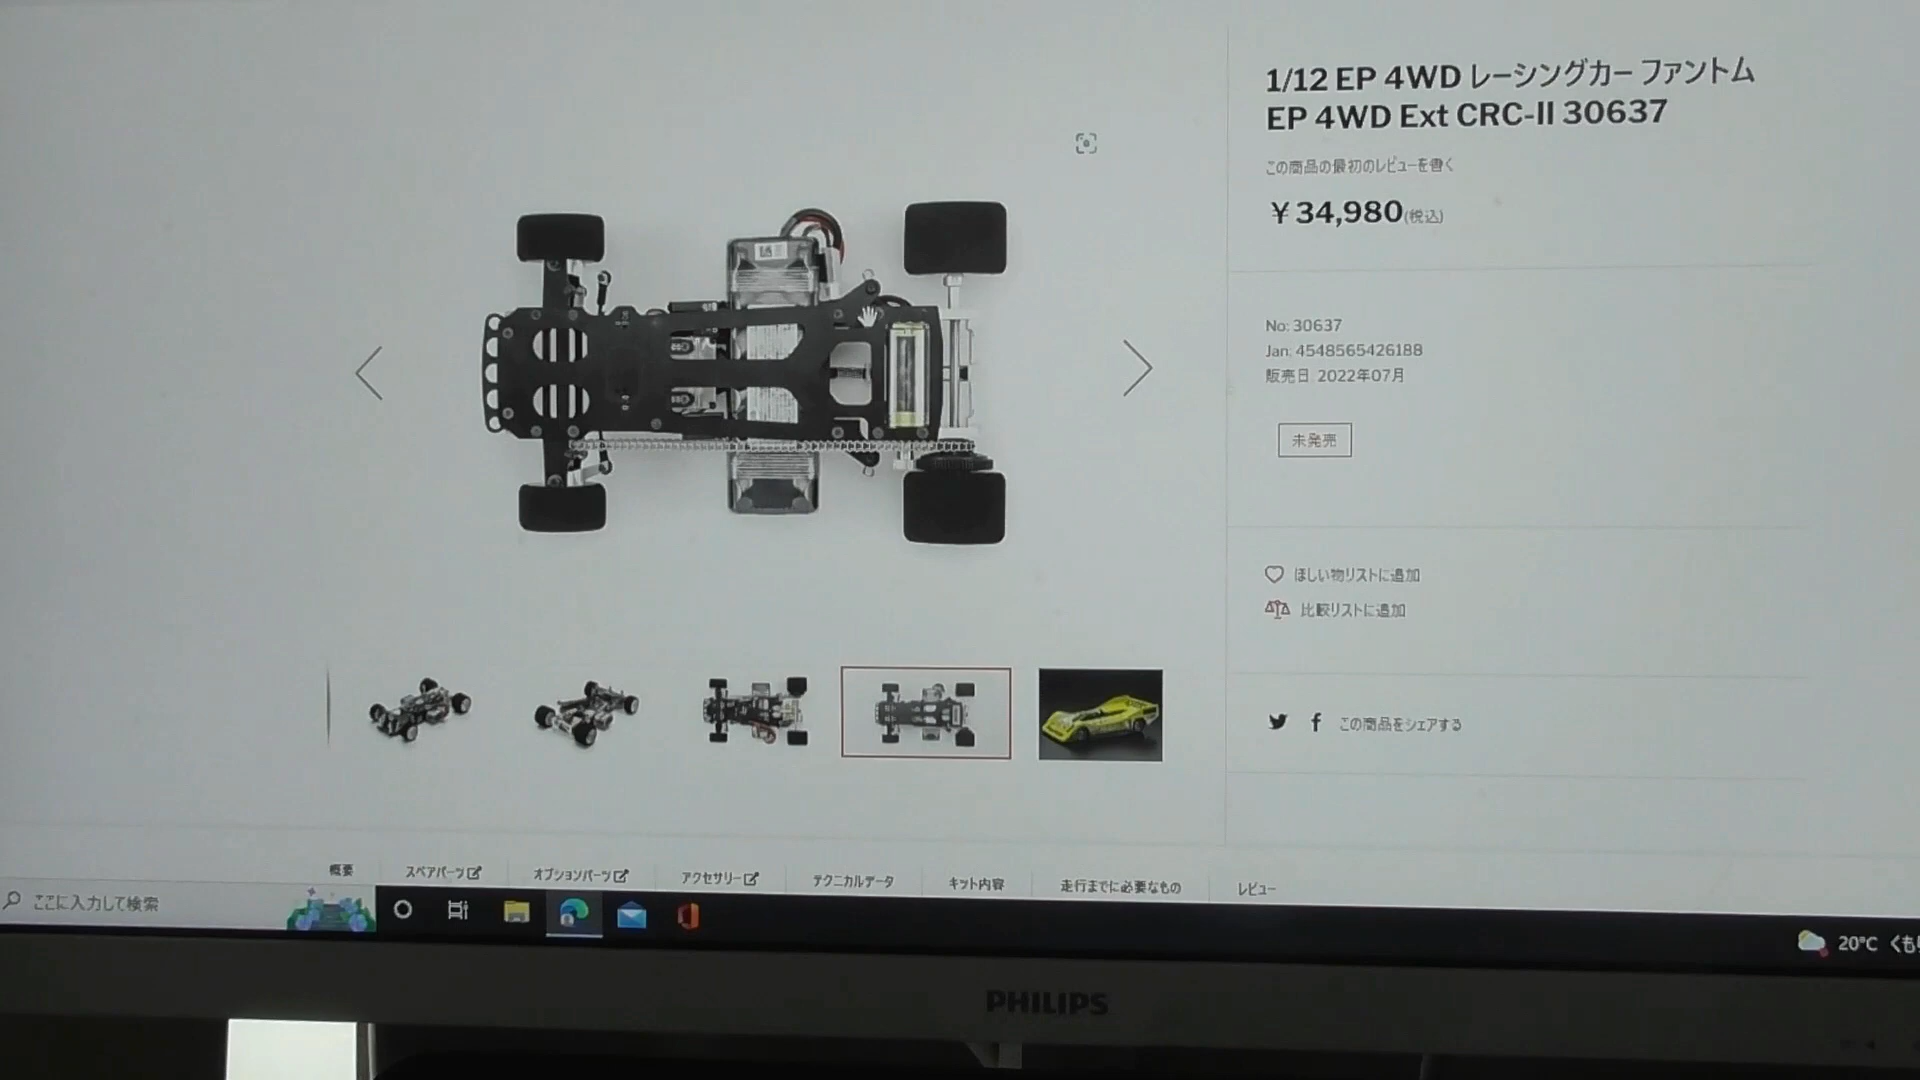 1/12 EP 4WD レーシングカー ファントム
EP 4WD Ext CRC-II 30637
この商品の最初のレビューを書く
￥34,980(税込)
No: 30637
Jan: 4548565426188
販売日: 2022年07月
未発売
ほしい物リストに追加
比較リストに追加
この商品をシェアする
概要
スペアパーツ
オプションパーツ
アクセサリー
テクニカルデータ
キット内容
走行までに必要なもの
レビュー
ここに入力して検索
20°C
PHILIPS